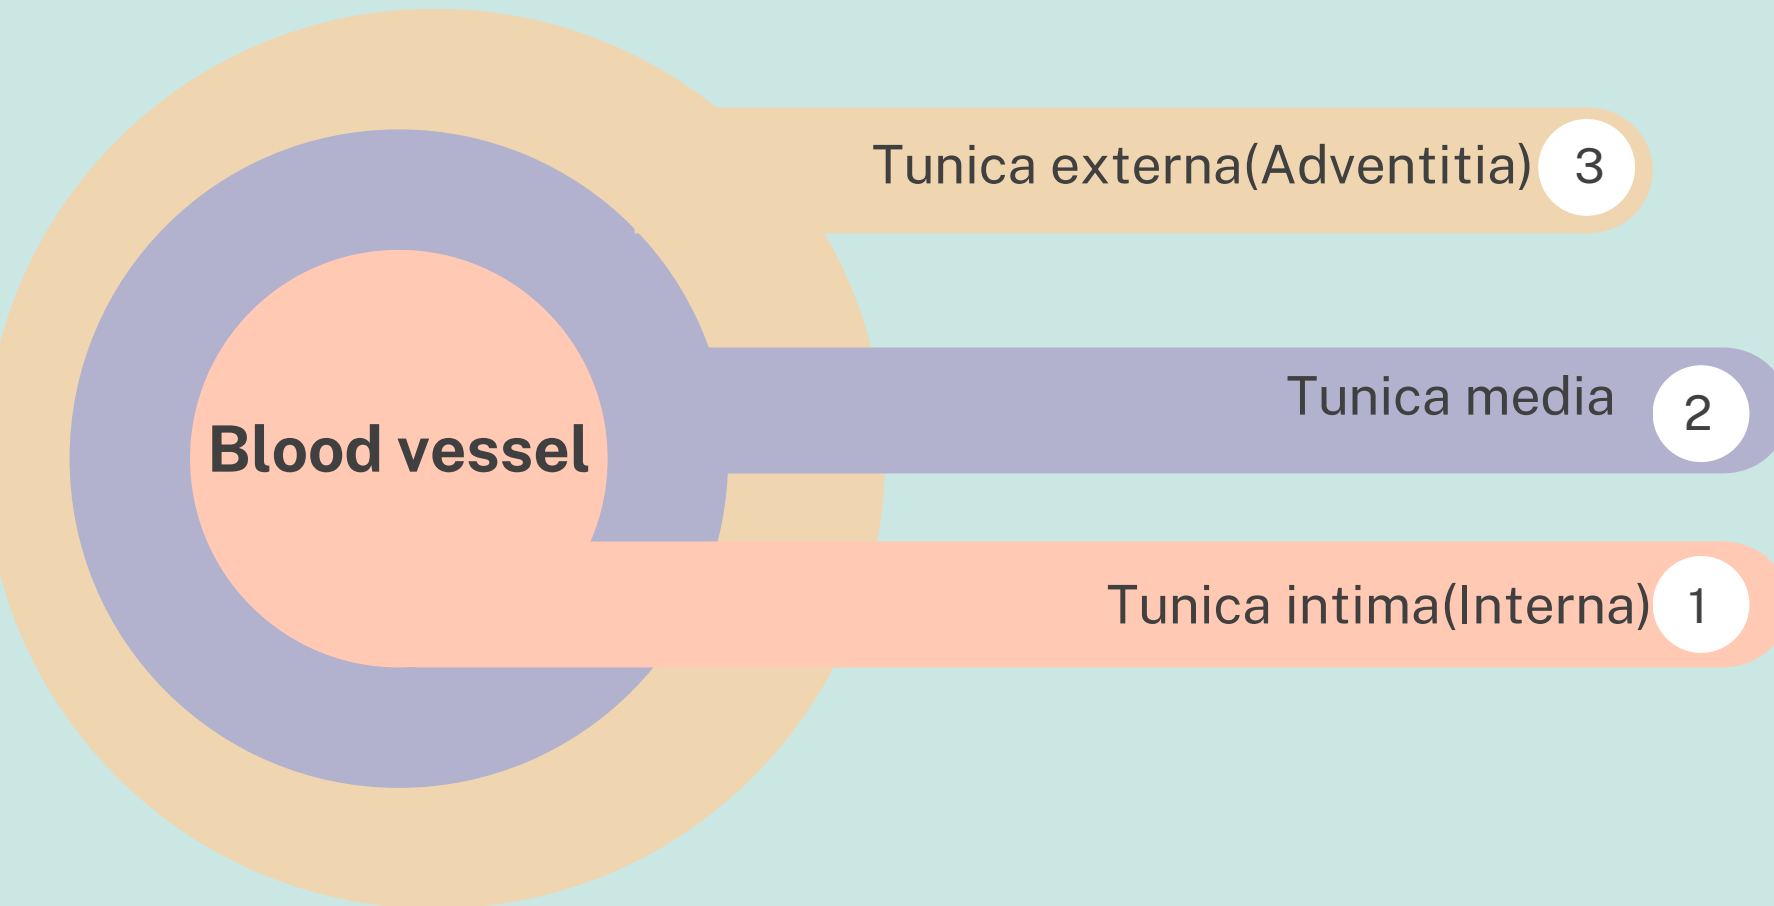 Tunica externa(Adventitia) 3
Tunica media 2
Blood vessel
Tunica intima(Interna) 1